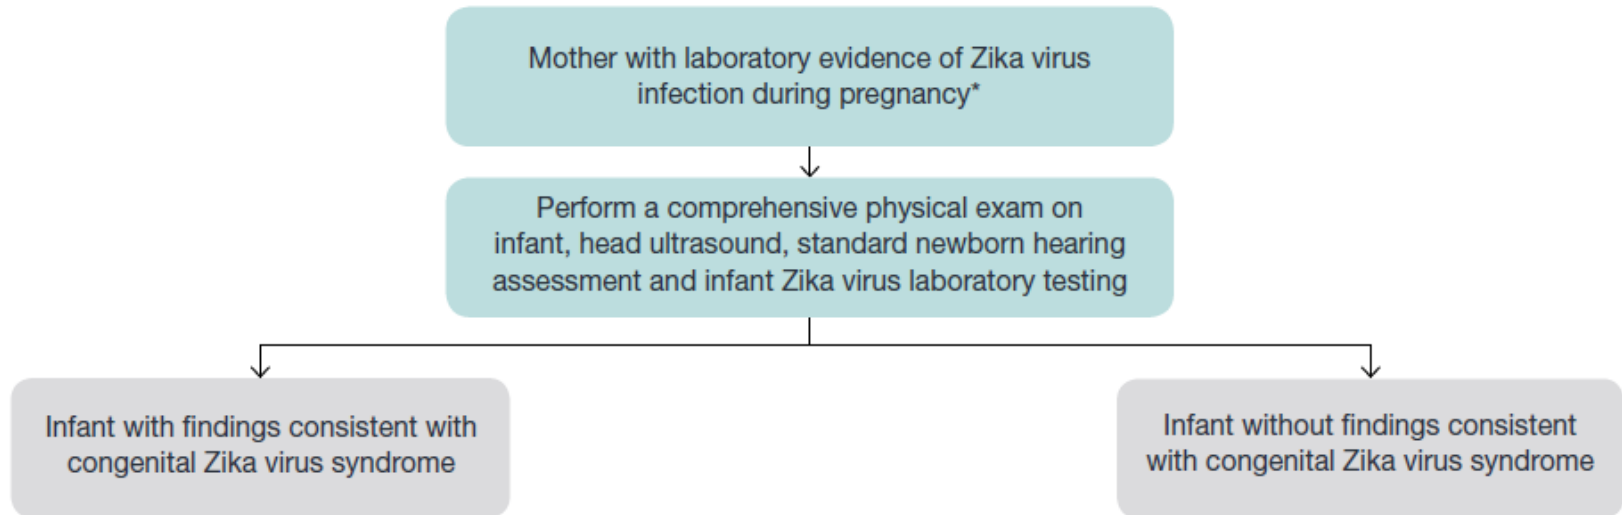 Mother with laboratory evidence of Zika virus
infection during pregnancy*
Perform a comprehensive physical exam on
infant, head ultrasound, standard newborn hearing
assessment and infant Zika virus laboratory testing
Infant with findings consistent with
congenital Zika virus syndrome
Infant without findings consistent
with congenital Zika virus syndrome